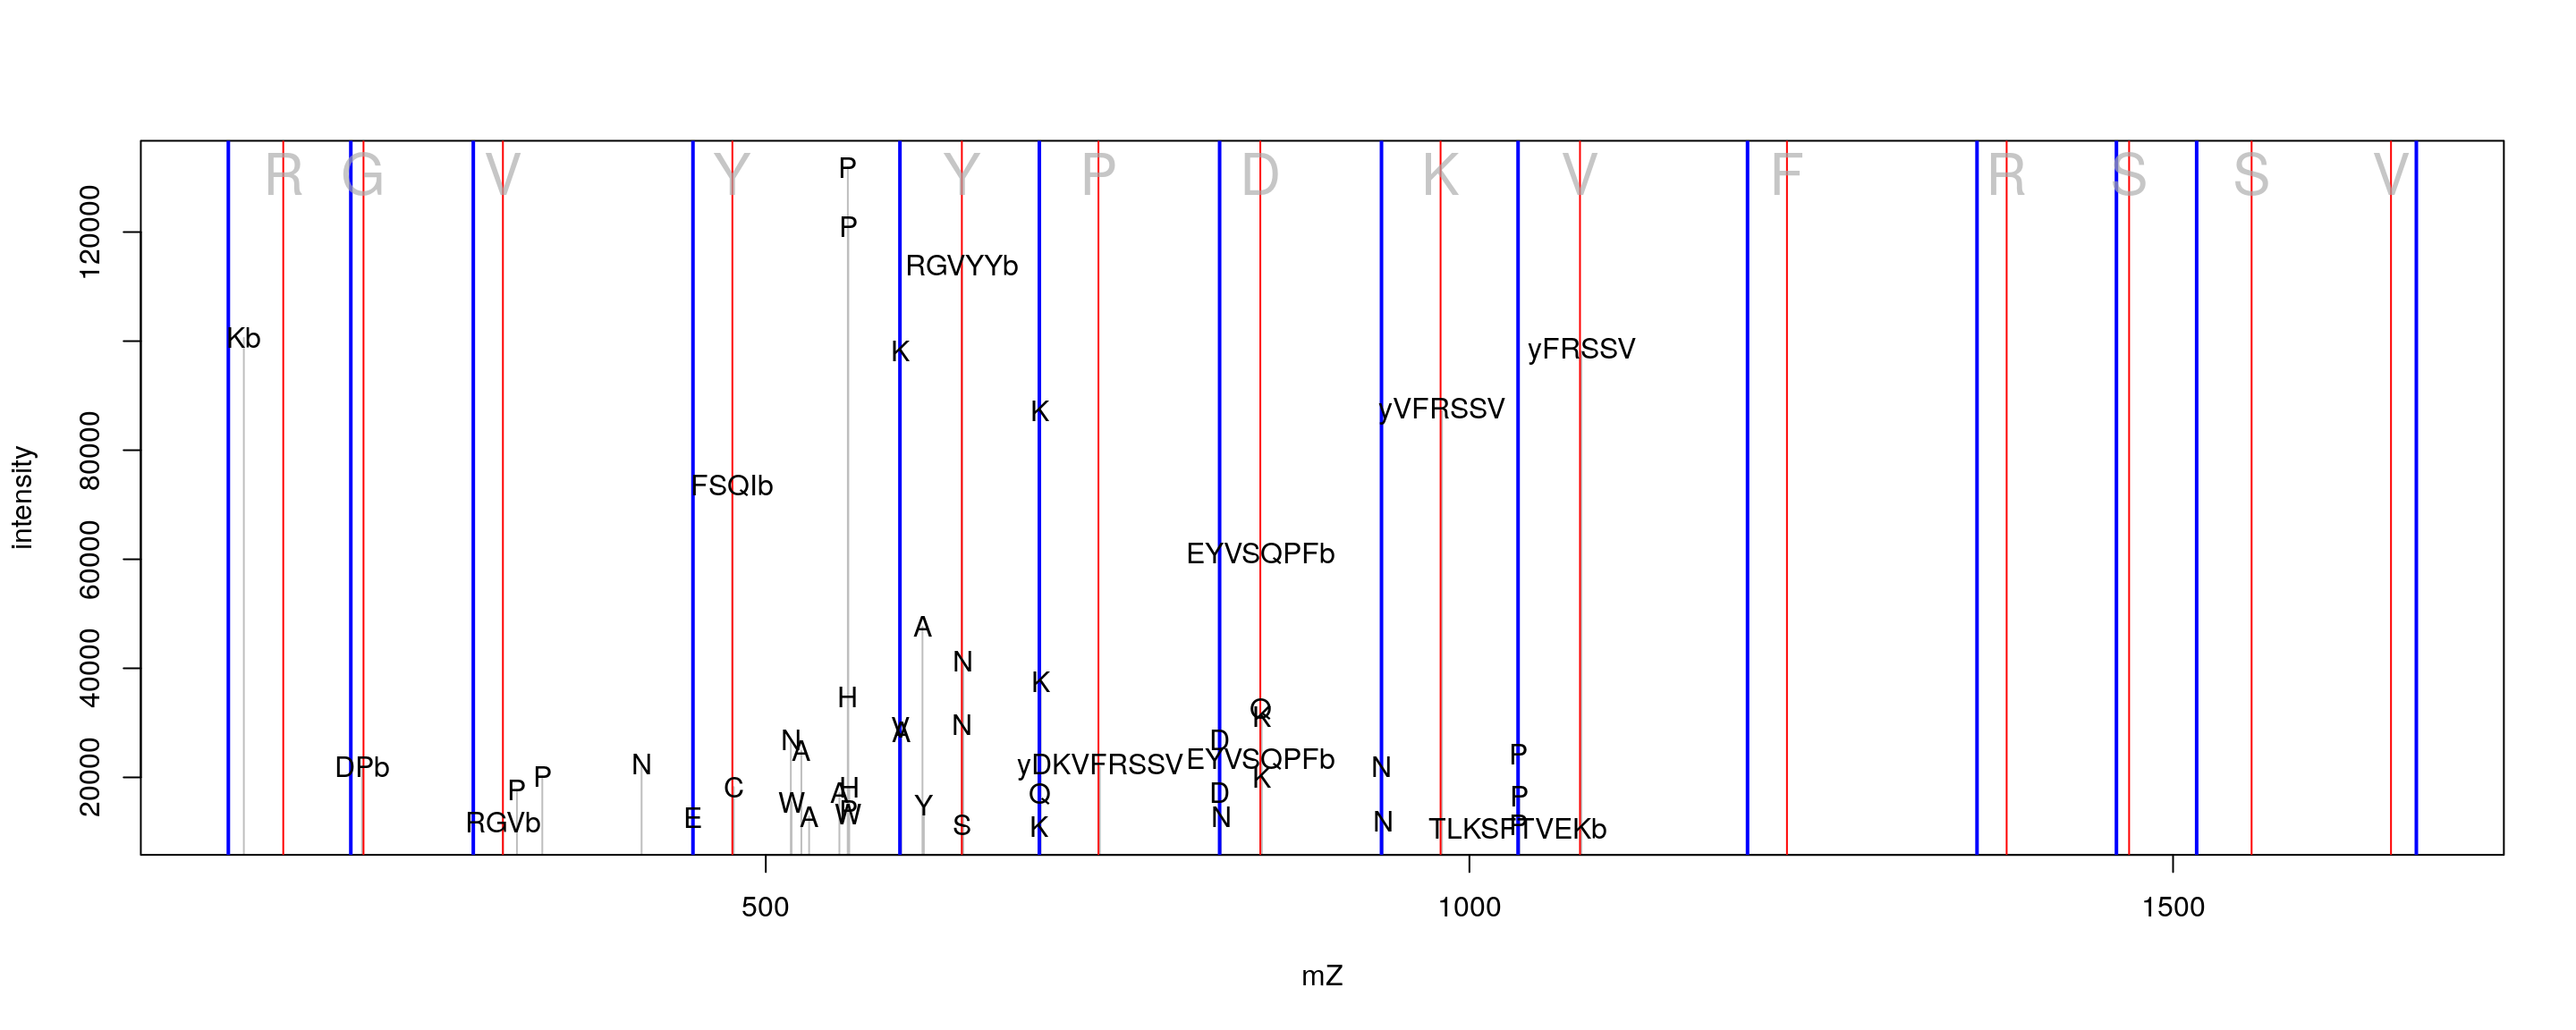 R G V Y Y P D K V F R S S V
P
P
RGVYYb
Kb
K
yFRSSV
K
yVFRSSV
FSQIb
EYVSQPFb
A
N
K
H
N
Q
K
N
A
D
A
P
DPb
N
P
P
yDKVFRSSV
EYVSQPFb
K
N
C
H
A
W
Y
Q
D
P
RGVb
E
A
P
W
S
K
N
N
TLKSPTVEKb
P
120000
80000
60000
40000
20000
intensity
500 1000 1500
mZ